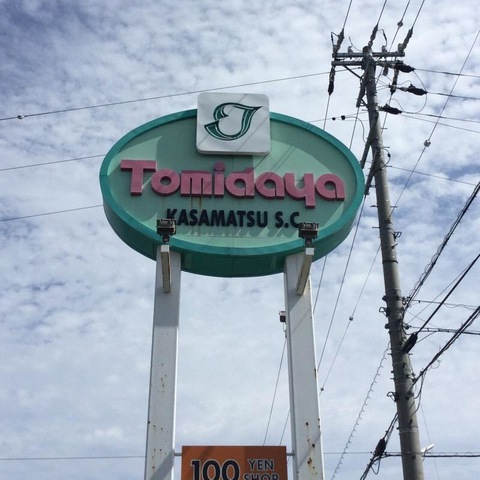 Tomidaya
KASAMATSU S.C.
100 YEN
SHOP